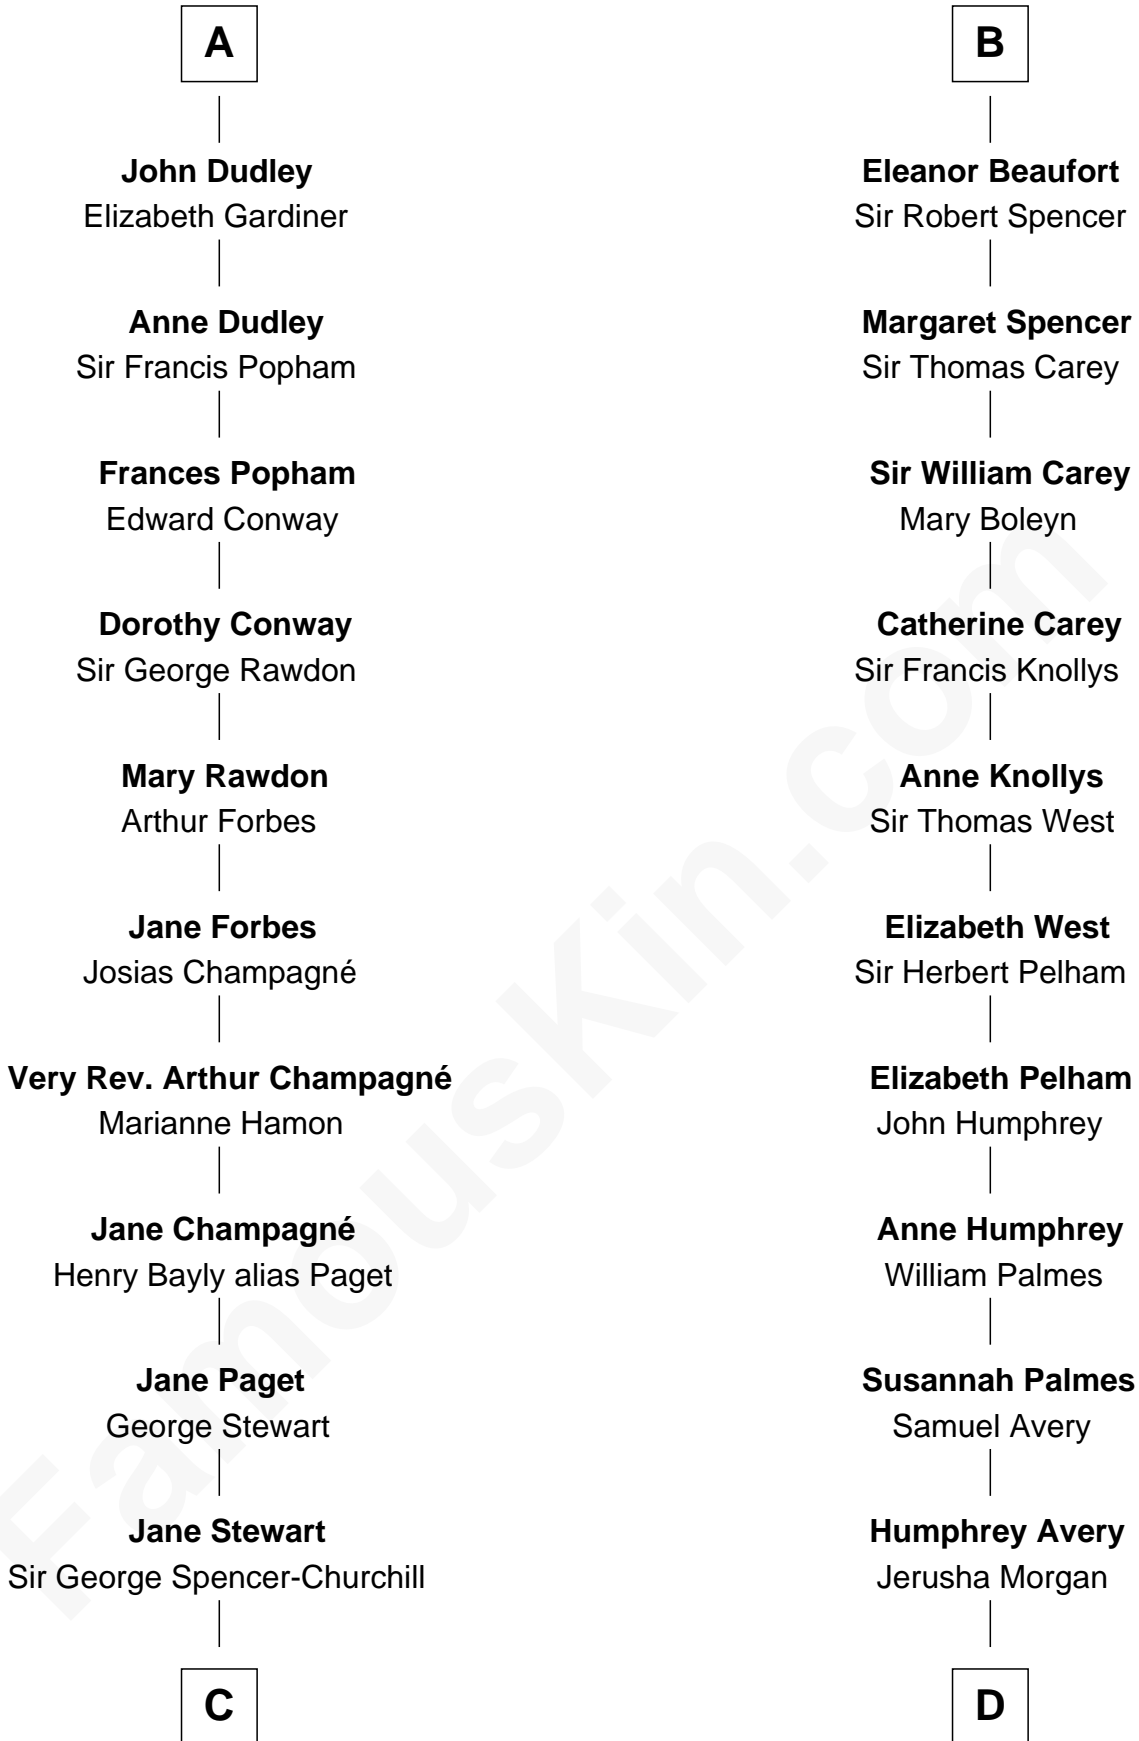 A
John Dudley
Elizabeth Gardiner
Anne Dudley
Sir Francis Popham
Frances Popham
Edward Conway
Dorothy Conway
Sir George Rawdon
Mary Rawdon
Arthur Forbes
Jane Forbes
Josias Champagné
Very Rev. Arthur Champagné
Marianne Hamon
Jane Champagné
Henry Bayly alias Paget
Jane Paget
George Stewart
Jane Stewart
Sir George Spencer-Churchill
C
B
Eleanor Beaufort
Sir Robert Spencer
Margaret Spencer
Sir Thomas Carey
Sir William Carey
Mary Boleyn
Catherine Carey
Sir Francis Knollys
Anne Knollys
Sir Thomas West
Elizabeth West
Sir Herbert Pelham
Elizabeth Pelham
John Humphrey
Anne Humphrey
William Palmes
Susannah Palmes
Samuel Avery
Humphrey Avery
Jerusha Morgan
D
FamousKin.com